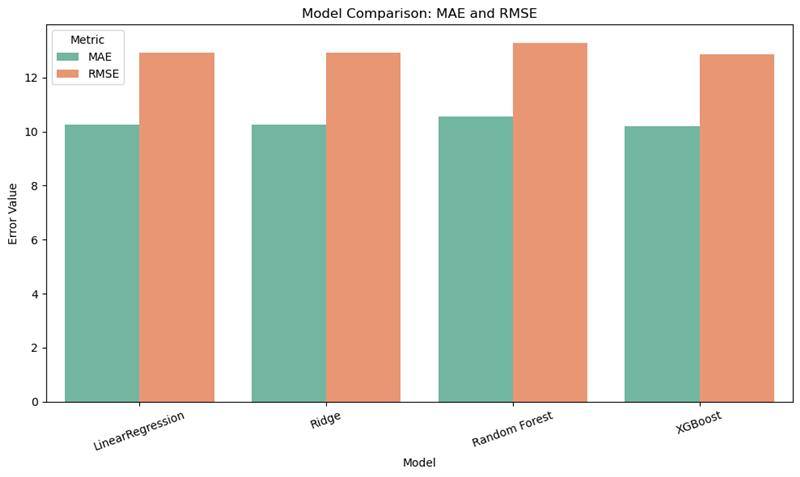 Model Comparison: MAE and RMSE
Metric
MAE
RMSE
12
10
8
6
4
2
0
Error Value
LinearRegression
Ridge
Random Forest
XGBoost
Model